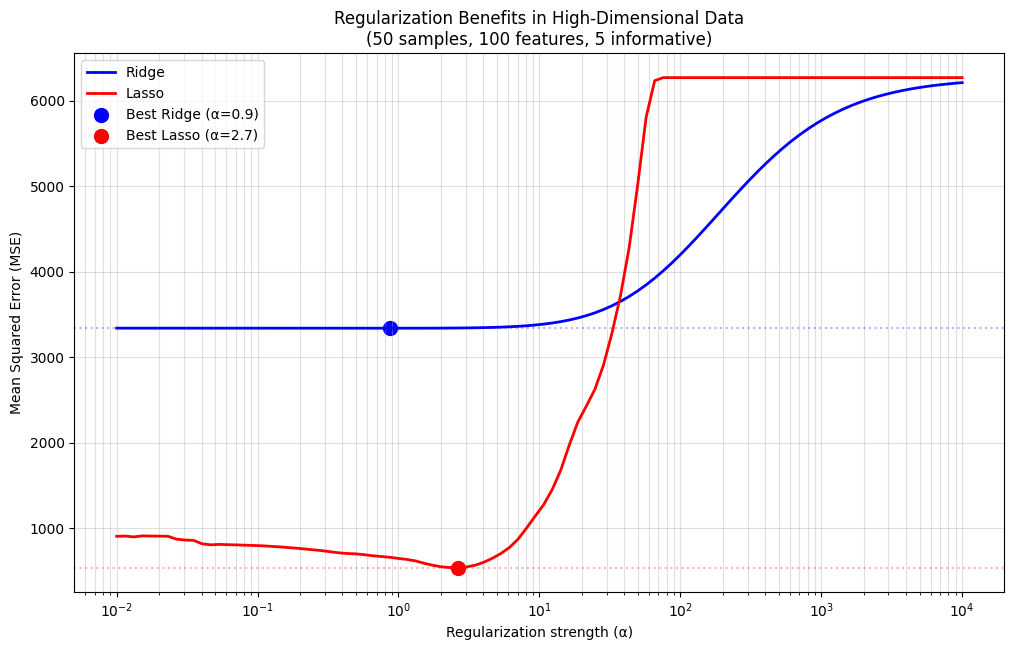 Regularization Benefits in High-Dimensional Data
(50 samples, 100 features, 5 informative)
Ridge
Lasso
Best Ridge (α=0.9)
Best Lasso (α=2.7)
Mean Squared Error (MSE)
6000
5000
4000
3000
2000
1000
10⁻²
10⁻¹
10⁰
10¹
10²
10³
10⁴
Regularization strength (α)